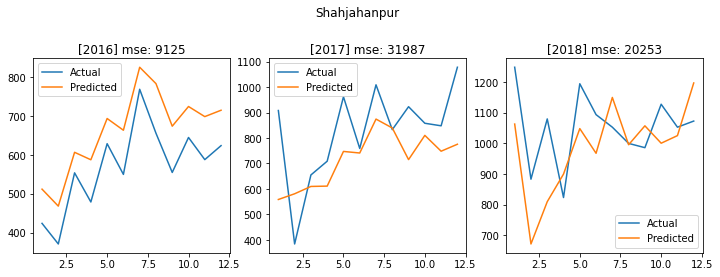 Shahjahanpur
[2016] mse: 9125
[2017] mse: 31987
[2018] mse: 20253
Actual
Predicted
800
700
600
500
400
2.5 5.0 7.5 10.0 12.5
Actual
Predicted
1100
1000
900
800
700
600
500
400
2.5 5.0 7.5 10.0 12.5
1200
1100
1000
900
800
700
Actual
Predicted
2.5 5.0 7.5 10.0 12.5